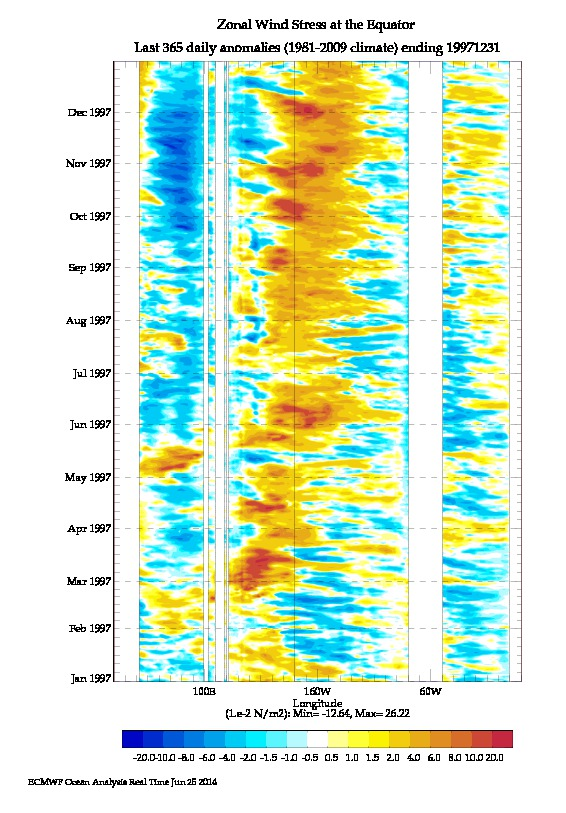 Zonal Wind Stress at the Equator
Last 365 daily anomalies (1981-2009 climate) ending 19971231
Dec 1997
Nov 1997
Oct 1997
Sep 1997
Aug 1997
Jul 1997
Jun 1997
May 1997
Apr 1997
Mar 1997
Feb 1997
Jan 1997
100E 160W 60W
Longitude
(1.e-2 N/m2): Min= -12.64, Max= 26.22
-20.0 -10.0 -8.0 -6.0 -4.0 -2.0 -1.5 -1.0 -0.5 0.5 1.0 1.5 2.0 4.0 6.0 8.0 10.0 20.0
ECMWF Ocean Analysis Real Time Jun 25 2014